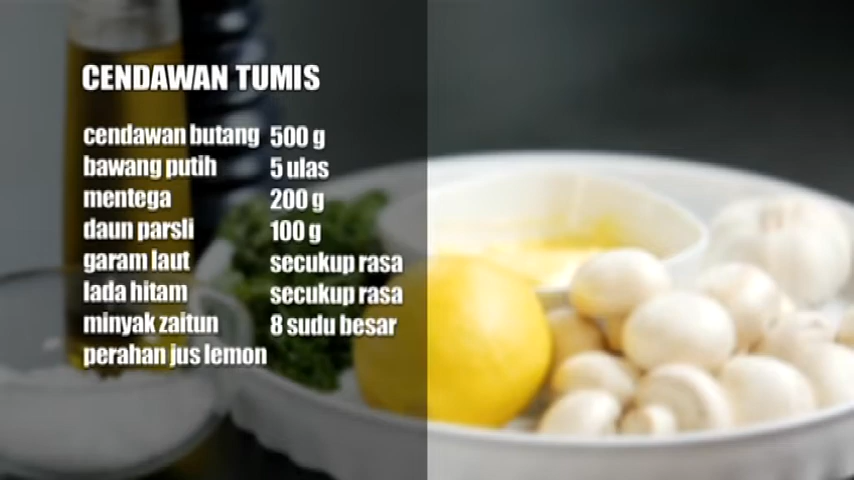 CENDAWAN TUMIS
cendawan butang 500 g
bawang putih 5 ulas
mentega 200 g
daun parsli 100 g
garam laut secukup rasa
lada hitam secukup rasa
minyak zaitun 8 sudu besar
perahan jus lemon